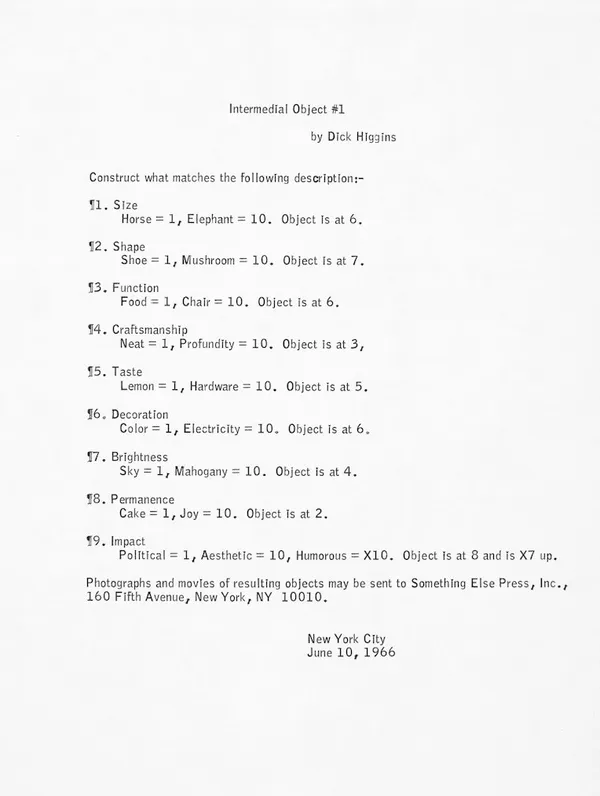 Intermedial Object #1
by Dick Higgins
Construct what matches the following description:-
¶1. Size
Horse = 1, Elephant = 10. Object is at 6.
¶2. Shape
Shoe = 1, Mushroom = 10. Object is at 7.
¶3. Function
Food = 1, Chair = 10. Object is at 6.
¶4. Craftsmanship
Neat = 1, Profundity = 10. Object is at 3,
¶5. Taste
Lemon = 1, Hardware = 10. Object is at 5.
¶6. Decoration
Color = 1, Electricity = 10. Object is at 6.
¶7. Brightness
Sky = 1, Mahogany = 10. Object is at 4.
¶8. Permanence
Cake = 1, Joy = 10. Object is at 2.
¶9. Impact
Political = 1, Aesthetic = 10, Humorous = X10. Object is at 8 and is X7 up.
Photographs and movies of resulting objects may be sent to Something Else Press, Inc.,
160 Fifth Avenue, New York, NY 10010.
New York City
June 10, 1966